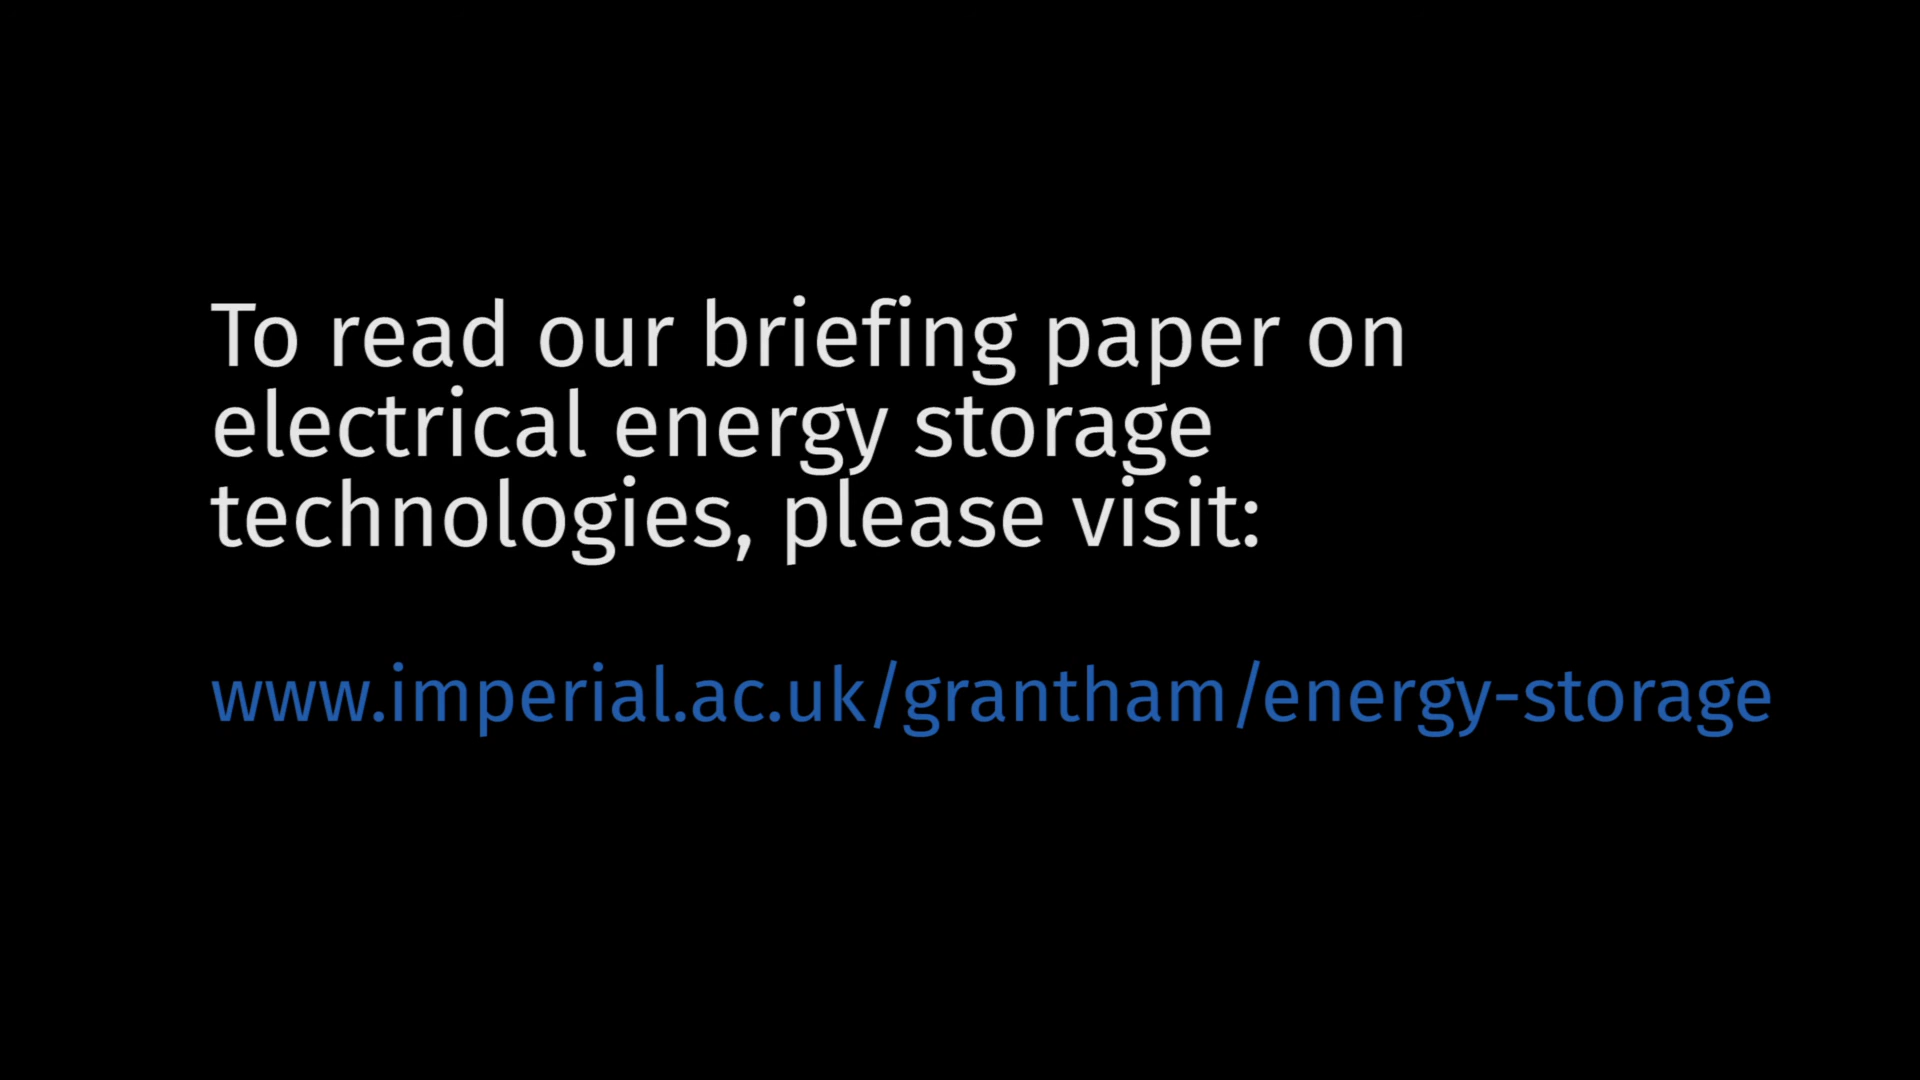 To read our briefing paper on
electrical energy storage
technologies, please visit:
www.imperial.ac.uk/grantham/energy-storage